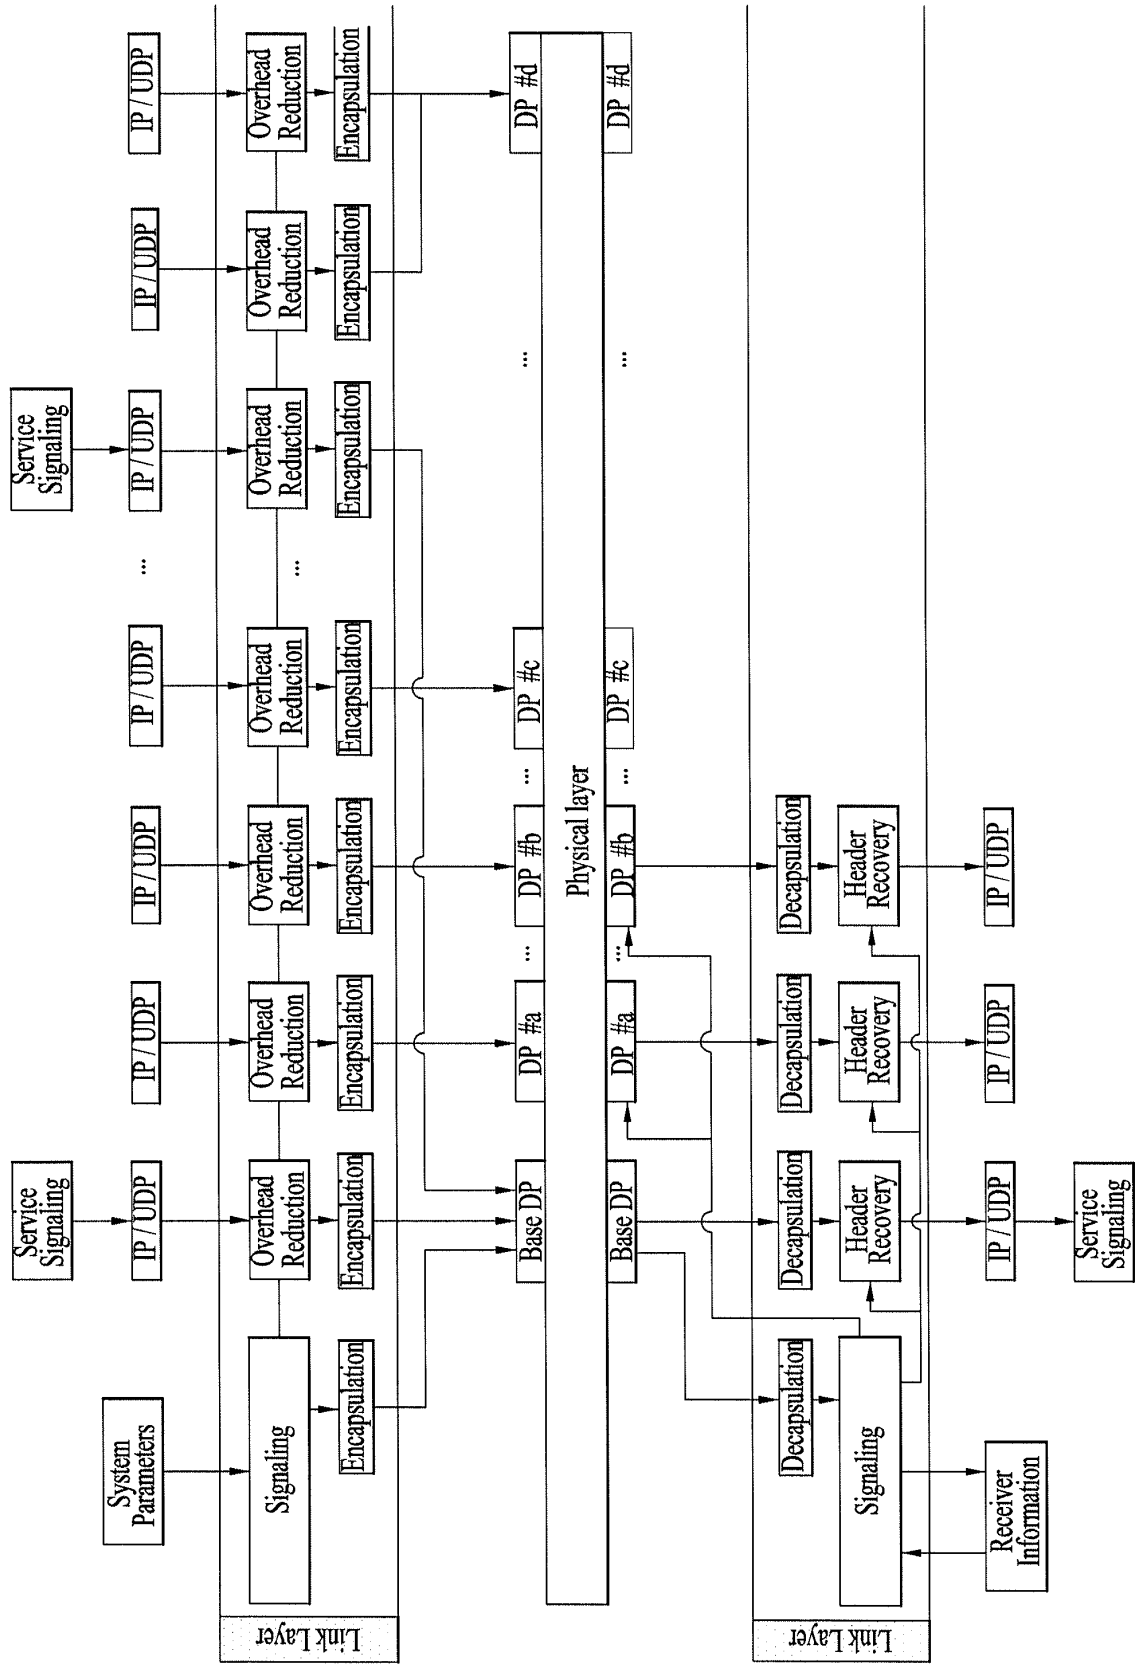 Service
Signaling
Service
Signaling
System
Parameters
IP / UDP
IP / UDP
IP / UDP
IP / UDP
...
IP / UDP
IP / UDP
IP / UDP
Link Layer
Signaling
Overhead
Reduction
Overhead
Reduction
Overhead
Reduction
Overhead
Reduction
...
Overhead
Reduction
Overhead
Reduction
Overhead
Reduction
Encapsulation
Encapsulation
Encapsulation
Encapsulation
Encapsulation
Encapsulation
Encapsulation
Encapsulation
Base DP
DP #a
...
DP #b
...
DP #c
...
DP #d
Physical layer
Base DP
DP #a
...
DP #b
...
DP #c
...
DP #d
Link Layer
Decapsulation
Decapsulation
Decapsulation
Decapsulation
Signaling
Header
Recovery
Header
Recovery
Header
Recovery
Receiver
Information
IP / UDP
IP / UDP
IP / UDP
Service
Signaling